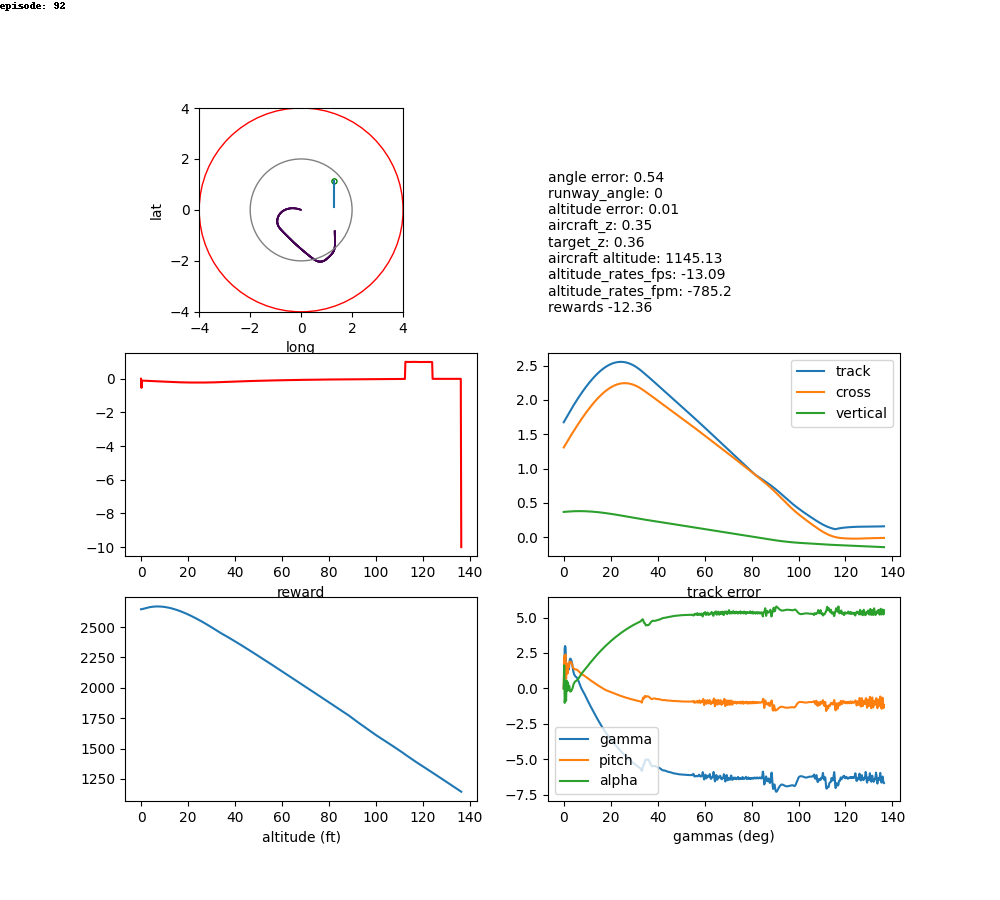 episode: 92
4
2
0
−2
−4
lat
−4 −2 0 2 4
long
angle error: 0.54
runway_angle: 0
altitude error: 0.01
aircraft_z: 0.35
target_z: 0.36
aircraft altitude: 1145.13
altitude_rates_fps: -13.09
altitude_rates_fpm: -785.2
rewards -12.36
0
−2
−4
−6
−8
−10
0 20 40 60 80 100 120 140
reward
2.5
2.0
1.5
1.0
0.5
0.0
track
cross
vertical
0 20 40 60 80 100 120 140
track error
2500
2250
2000
1750
1500
1250
0 20 40 60 80 100 120 140
altitude (ft)
5.0
2.5
0.0
−2.5
−5.0
−7.5
gamma
pitch
alpha
0 20 40 60 80 100 120 140
gammas (deg)